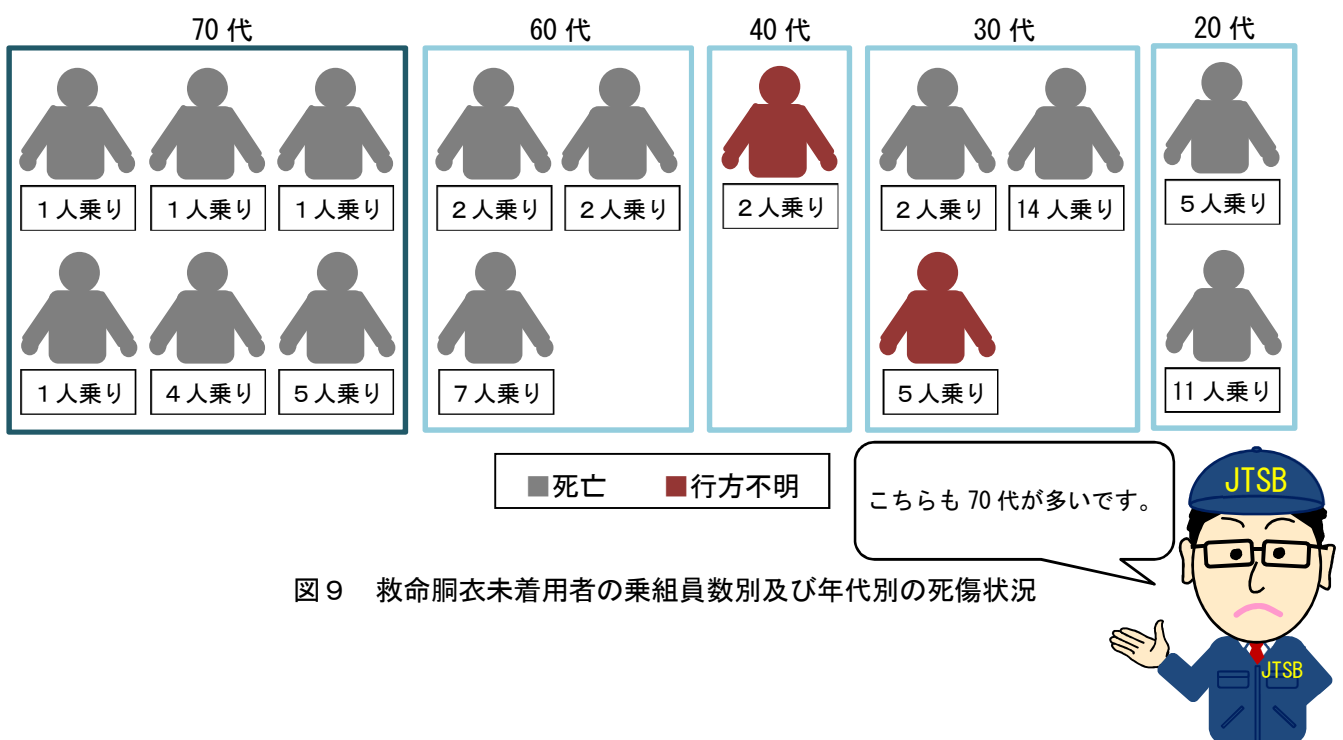 70代 60代 40代 30代 20代
1人乗り 1人乗り 1人乗り 2人乗り 2人乗り 2人乗り 2人乗り 14人乗り 5人乗り
1人乗り 4人乗り 5人乗り 7人乗り 5人乗り 11人乗り
■死亡 ■行方不明
こちらも70代が多いです。
JTSB
図9 救命胴衣未着用者の乗組員数別及び年代別の死傷状況
JTSB